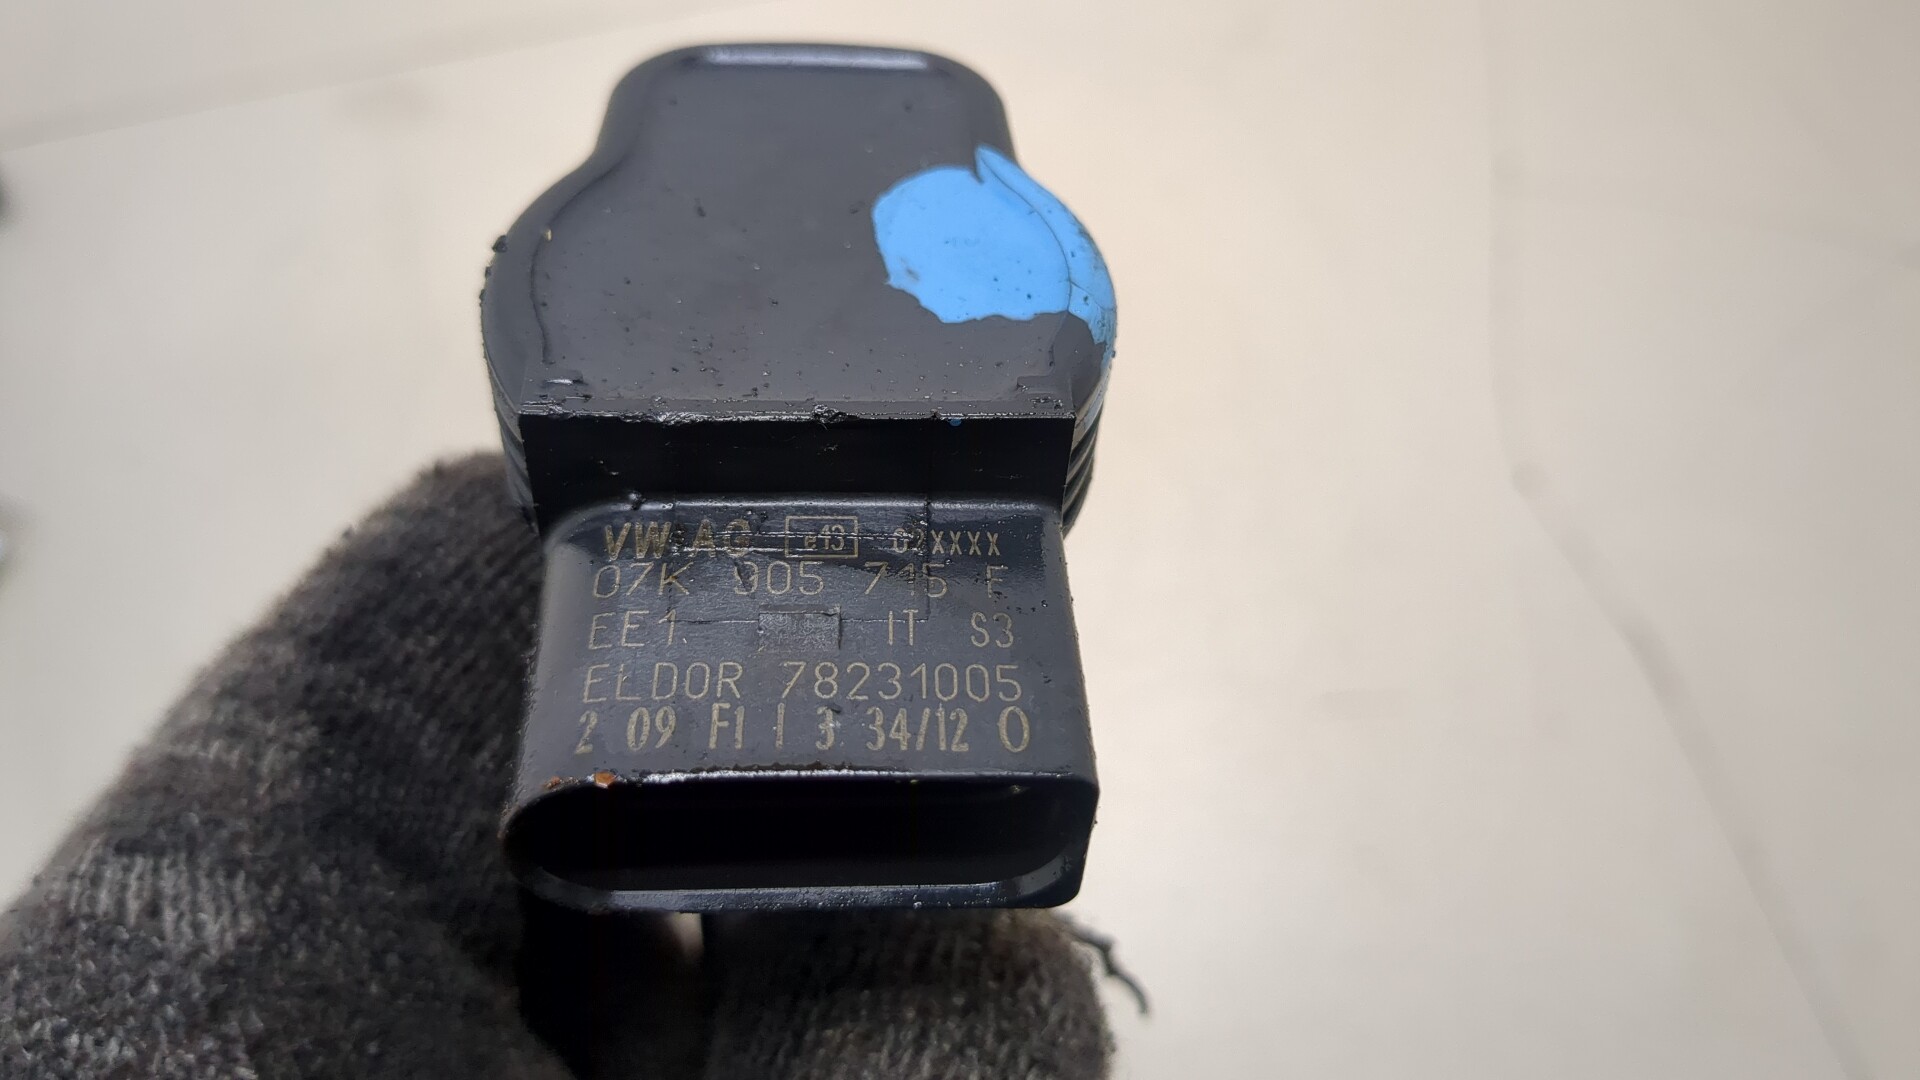 VW AG e13 02XXXX
07K 905 715 F
EE1 IT S3
ELDOR 78231005
2 09 F1 I 3 34/12 O